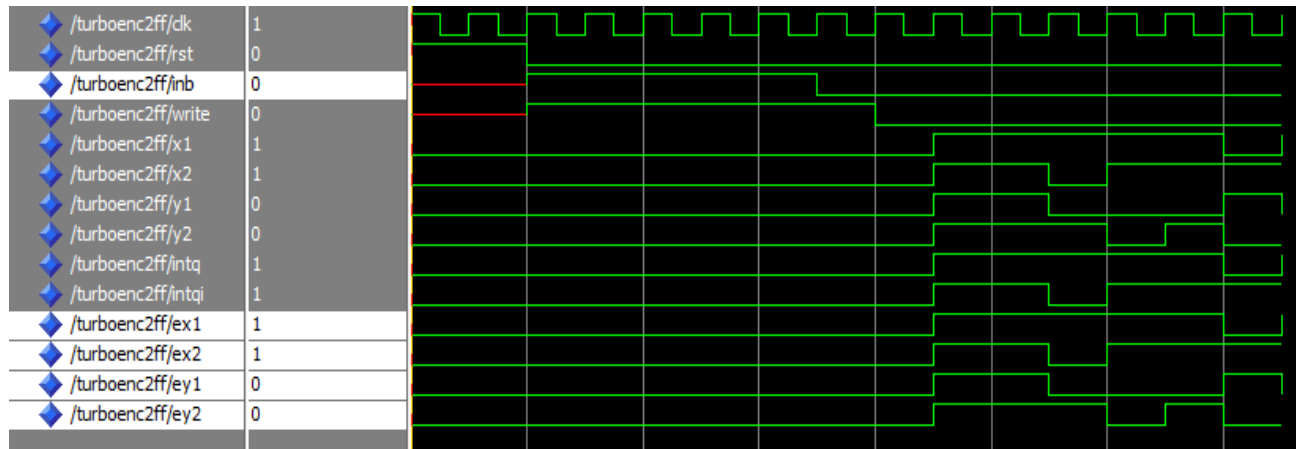 /turboenc2ff/clk 1
/turboenc2ff/rst 0
/turboenc2ff/inb 0
/turboenc2ff/write 0
/turboenc2ff/x1 1
/turboenc2ff/x2 1
/turboenc2ff/y1 0
/turboenc2ff/y2 0
/turboenc2ff/intq 1
/turboenc2ff/intqi 1
/turboenc2ff/ex1 1
/turboenc2ff/ex2 1
/turboenc2ff/ey1 0
/turboenc2ff/ey2 0